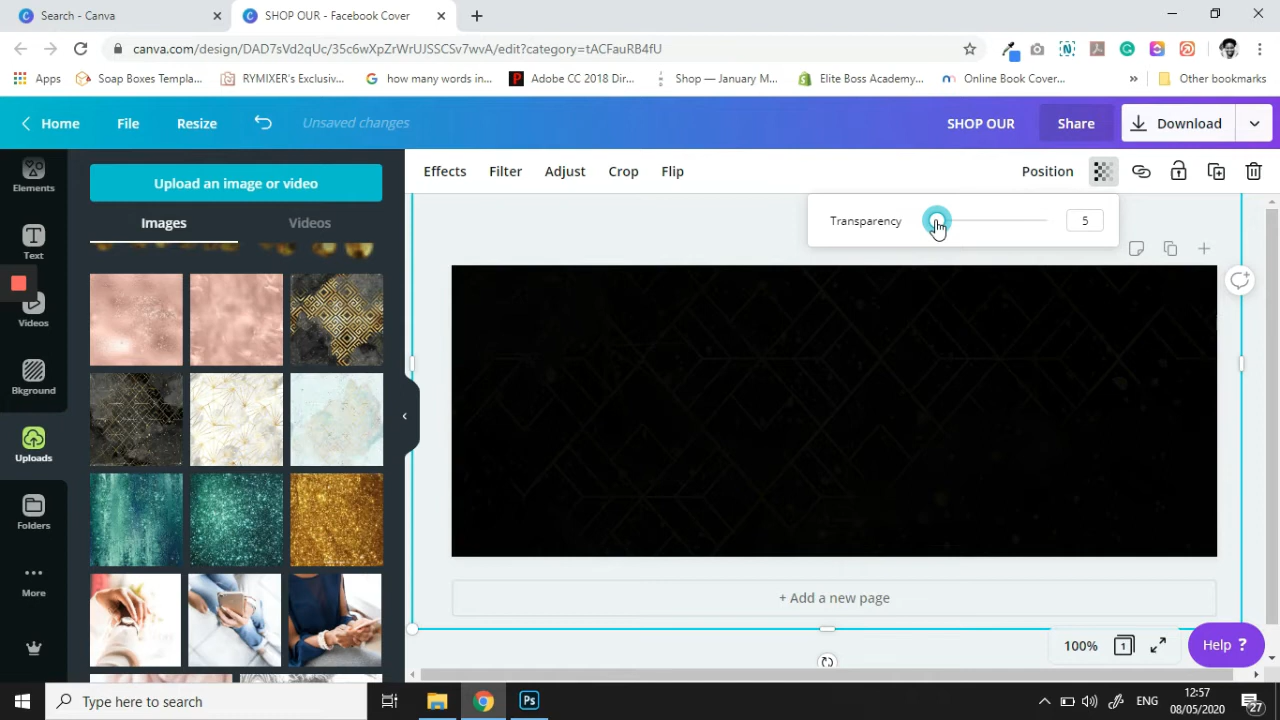 Search - Canva
SHOP OUR - Facebook Cover
canva.com/design/DAD7sVd2qUc/35c6wXpZrWrUJSSCSv7wvA/edit?category=tACFauRB4fU
Apps
Soap Boxes Templa...
RYMIXER's Exclusiv...
how many words in...
Adobe CC 2018 Dir...
Shop — January M...
Elite Boss Academy...
Online Book Cover...
»
Other bookmarks
Home
File
Resize
Unsaved changes
SHOP OUR
Share
Download
Elements
Text
Videos
Bkground
Uploads
Folders
More
Upload an image or video
Images
Videos
Effects
Filter
Adjust
Crop
Flip
Position
Transparency
5
+ Add a new page
100%
1
Help ?
Type here to search
Ps
ENG
12:57
08/05/2020
27